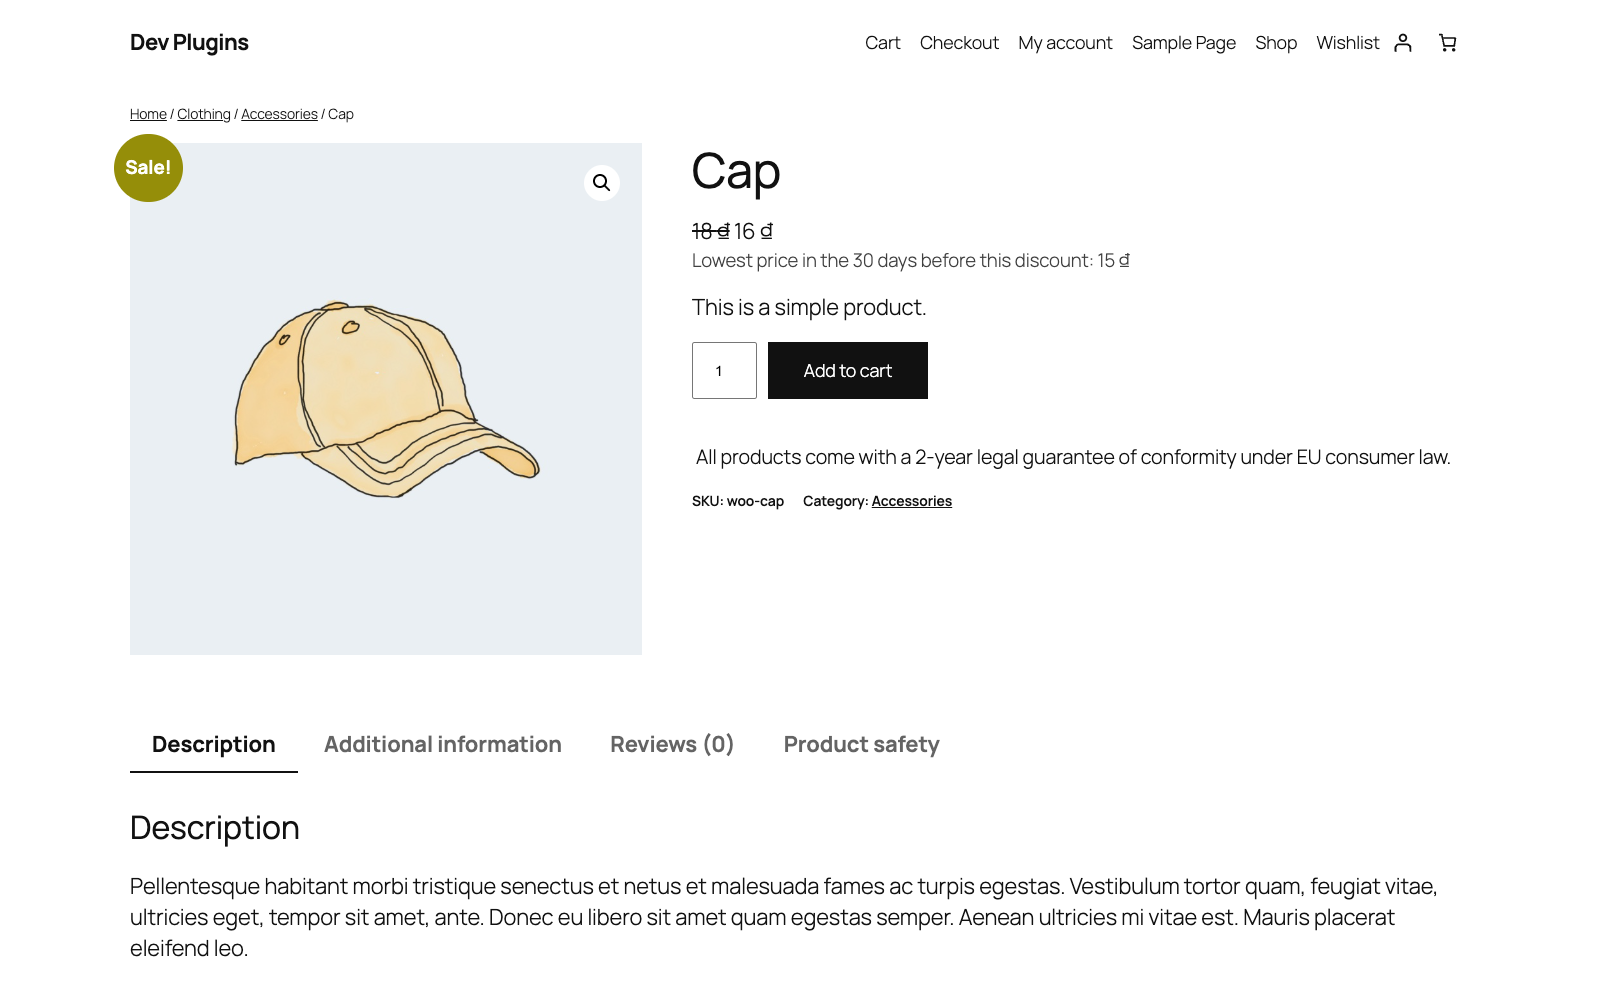 Dev Plugins
Cart Checkout My account Sample Page Shop Wishlist
Home / Clothing / Accessories / Cap
Sale!
Cap
18 ₫ 16 ₫
Lowest price in the 30 days before this discount: 15 ₫
This is a simple product.
1 Add to cart
All products come with a 2-year legal guarantee of conformity under EU consumer law.
SKU: woo-cap Category: Accessories
Description Additional information Reviews (0) Product safety
Description
Pellentesque habitant morbi tristique senectus et netus et malesuada fames ac turpis egestas. Vestibulum tortor quam, feugiat vitae,
ultricies eget, tempor sit amet, ante. Donec eu libero sit amet quam egestas semper. Aenean ultricies mi vitae est. Mauris placerat
eleifend leo.